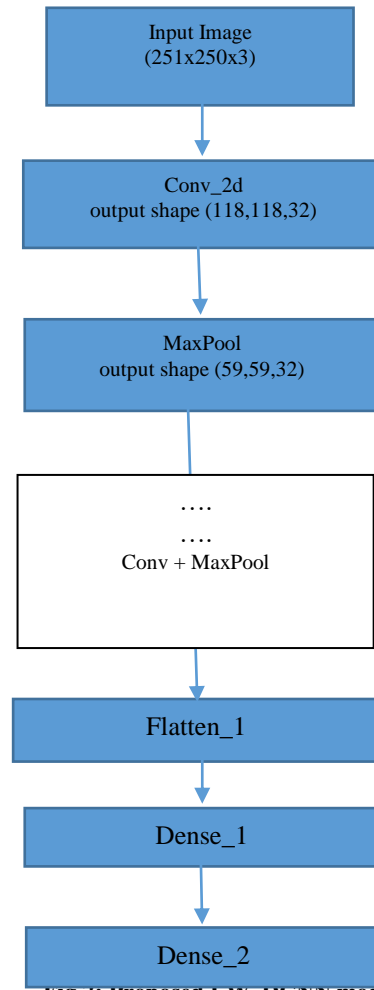 Input Image
(251x250x3)
Conv_2d
output shape (118,118,32)
MaxPool
output shape (59,59,32)
….
….
Conv + MaxPool
Flatten_1
Dense_1
Dense_2